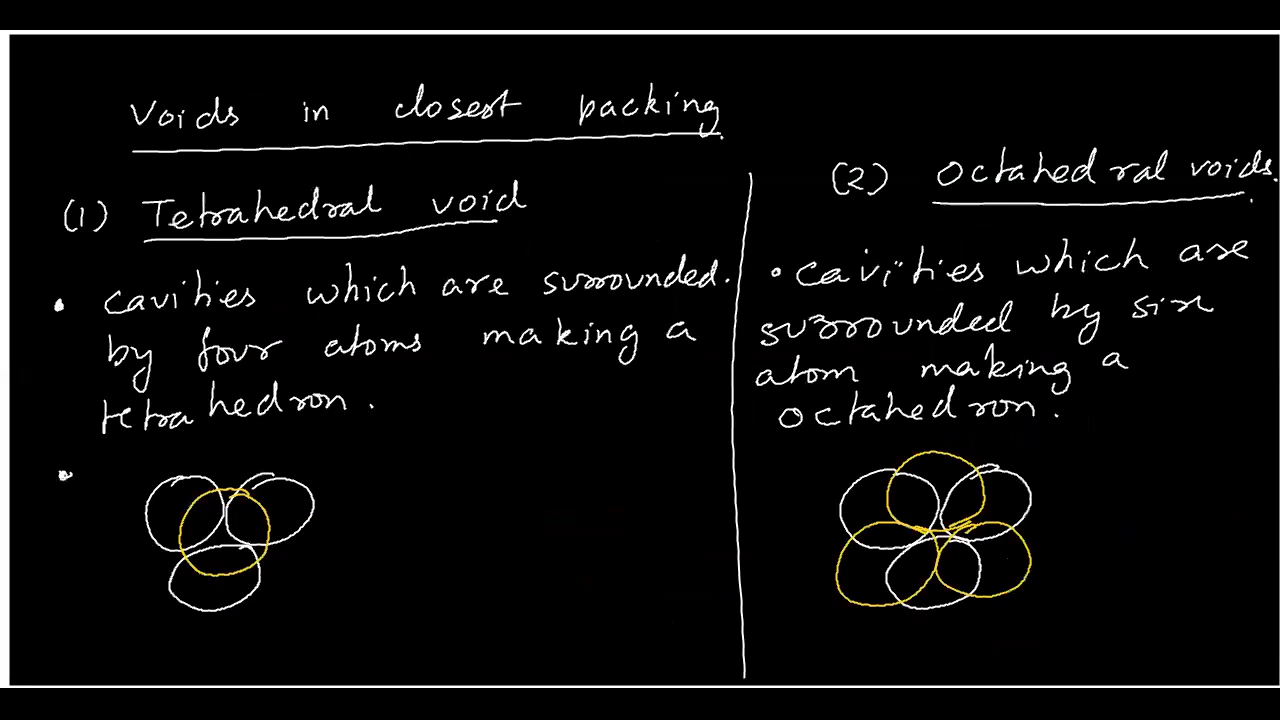 Voids in closest packing.
(1) Tetrahedral void
• cavities which are surrounded.
by four atoms making a
tetrahedron.
•
(2) Octahedral voids.
• cavities which are
surrounded by six
atom making a
octahedron.